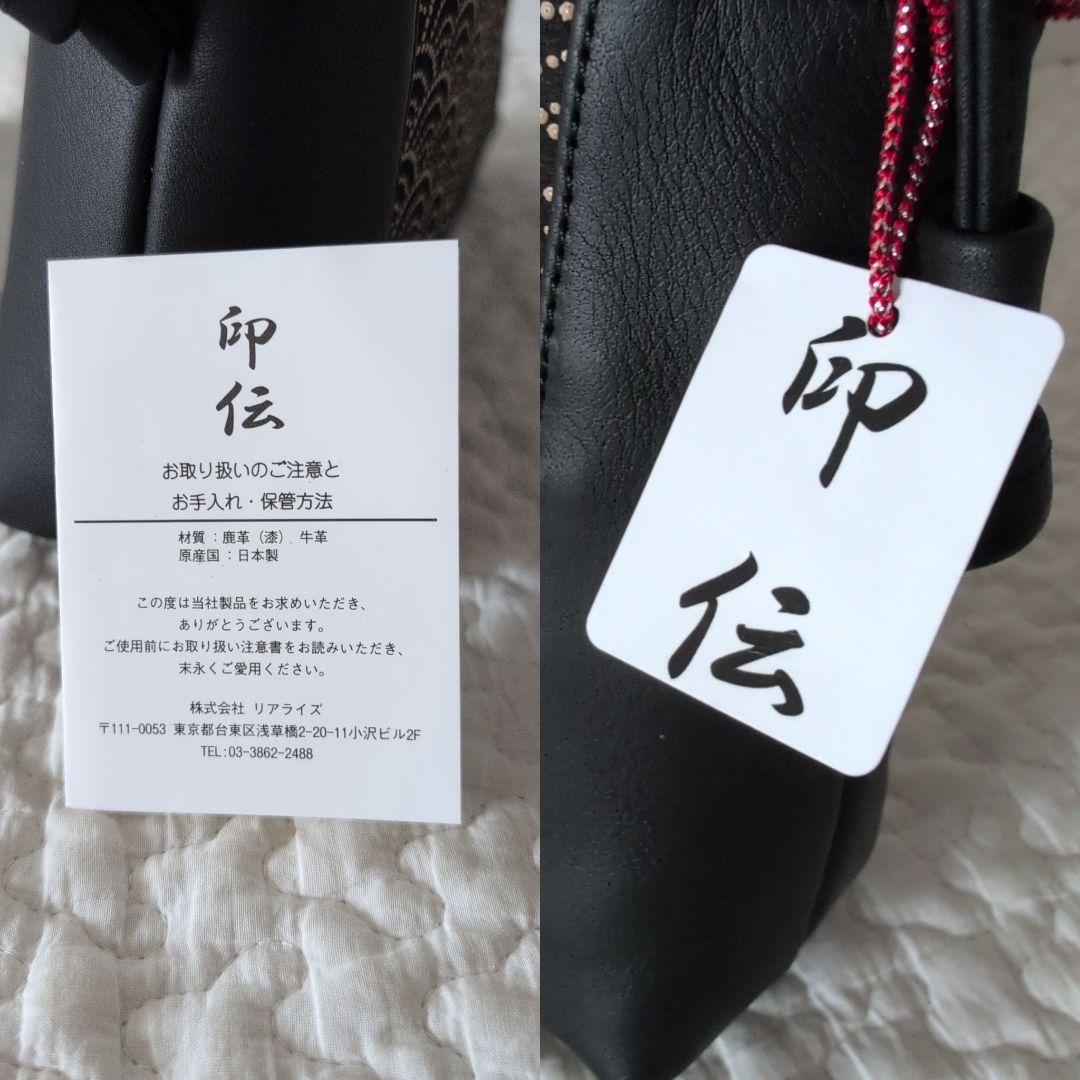 印
伝
お取り扱いのご注意と
お手入れ・保管方法
材質：鹿革（漆）、牛革
原産国：日本製
この度は当社製品をお求めいただき、
ありがとうございます。
ご使用前にお取り扱い注意書をお読みいただき、
末永くご愛用ください。
株式会社 リアライズ
〒111-0053 東京都台東区浅草橋2-20-11小沢ビル2F
TEL:03-3862-2488
印
伝